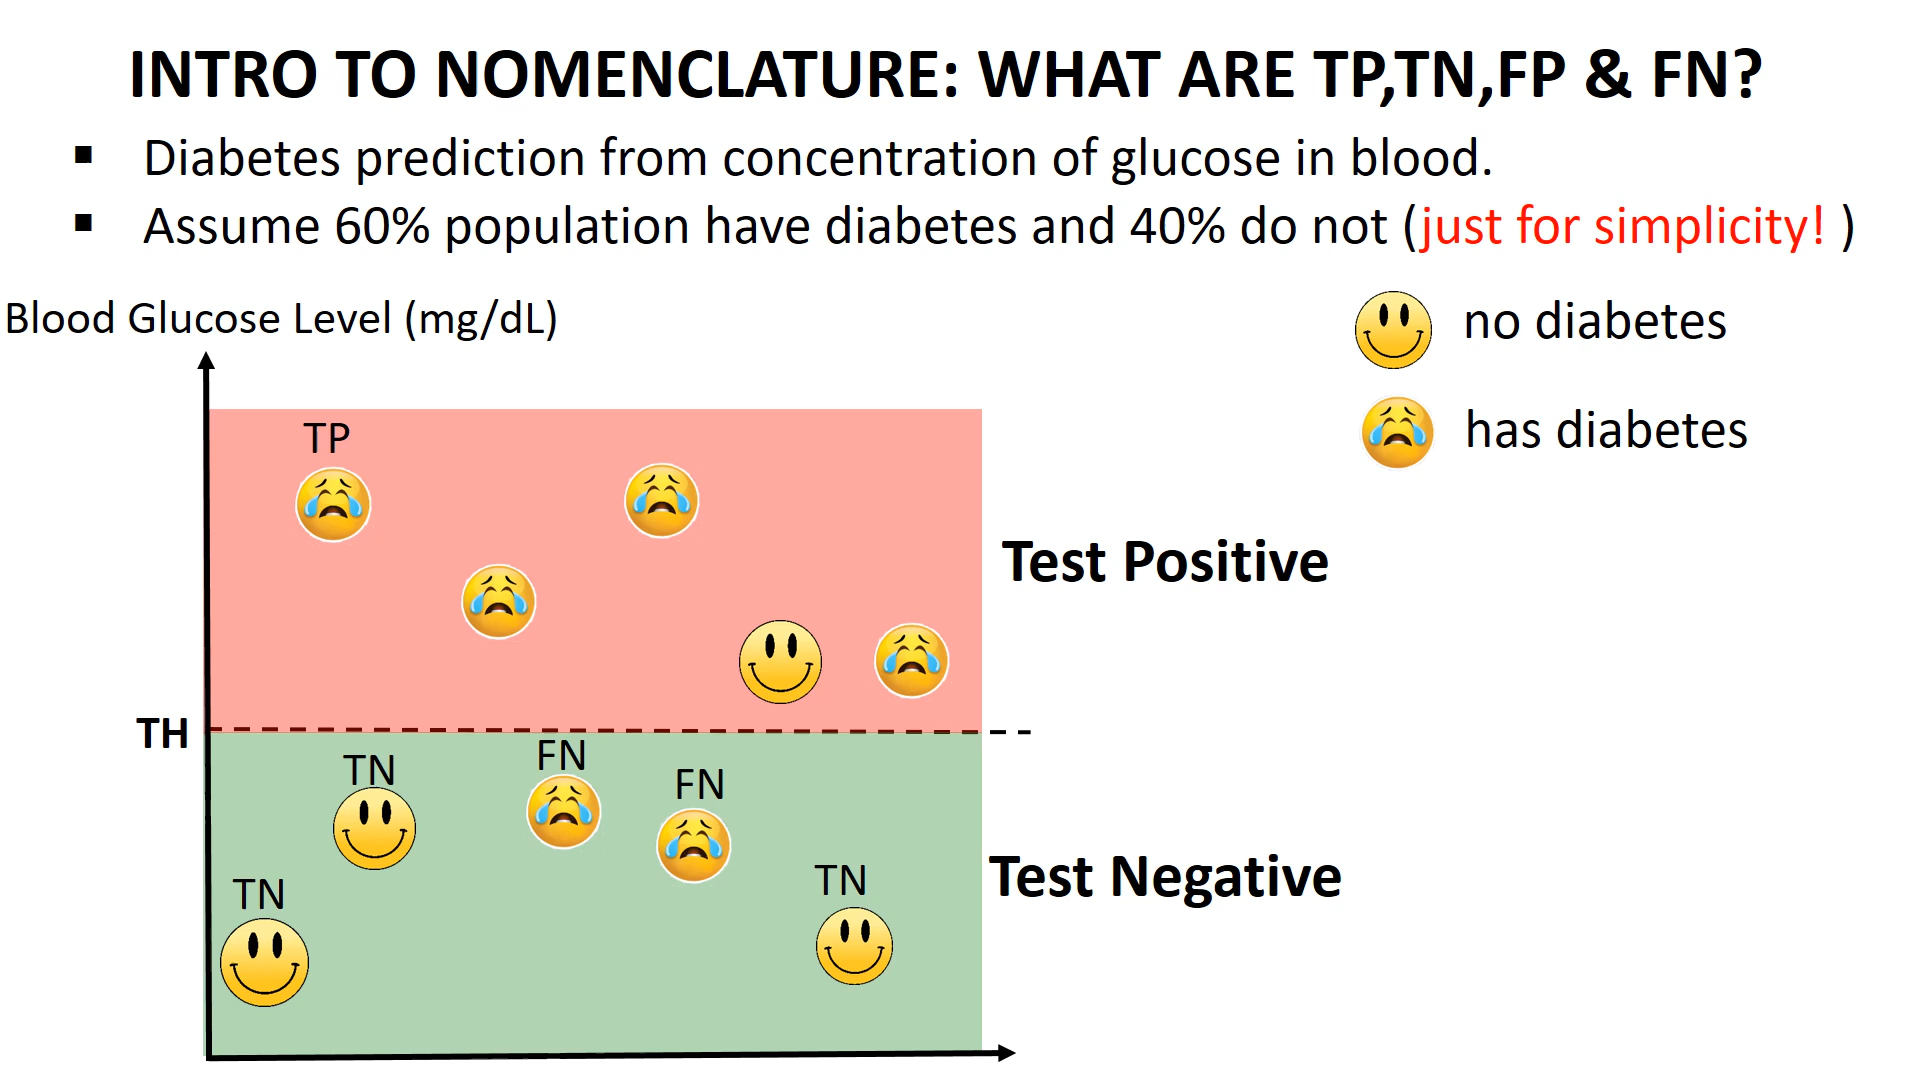 INTRO TO NOMENCLATURE: WHAT ARE TP,TN,FP & FN?
▪ Diabetes prediction from concentration of glucose in blood.
▪ Assume 60% population have diabetes and 40% do not (just for simplicity! )
Blood Glucose Level (mg/dL)
no diabetes
has diabetes
TP
Test Positive
TH
TN
FN
FN
Test Negative
TN
TN